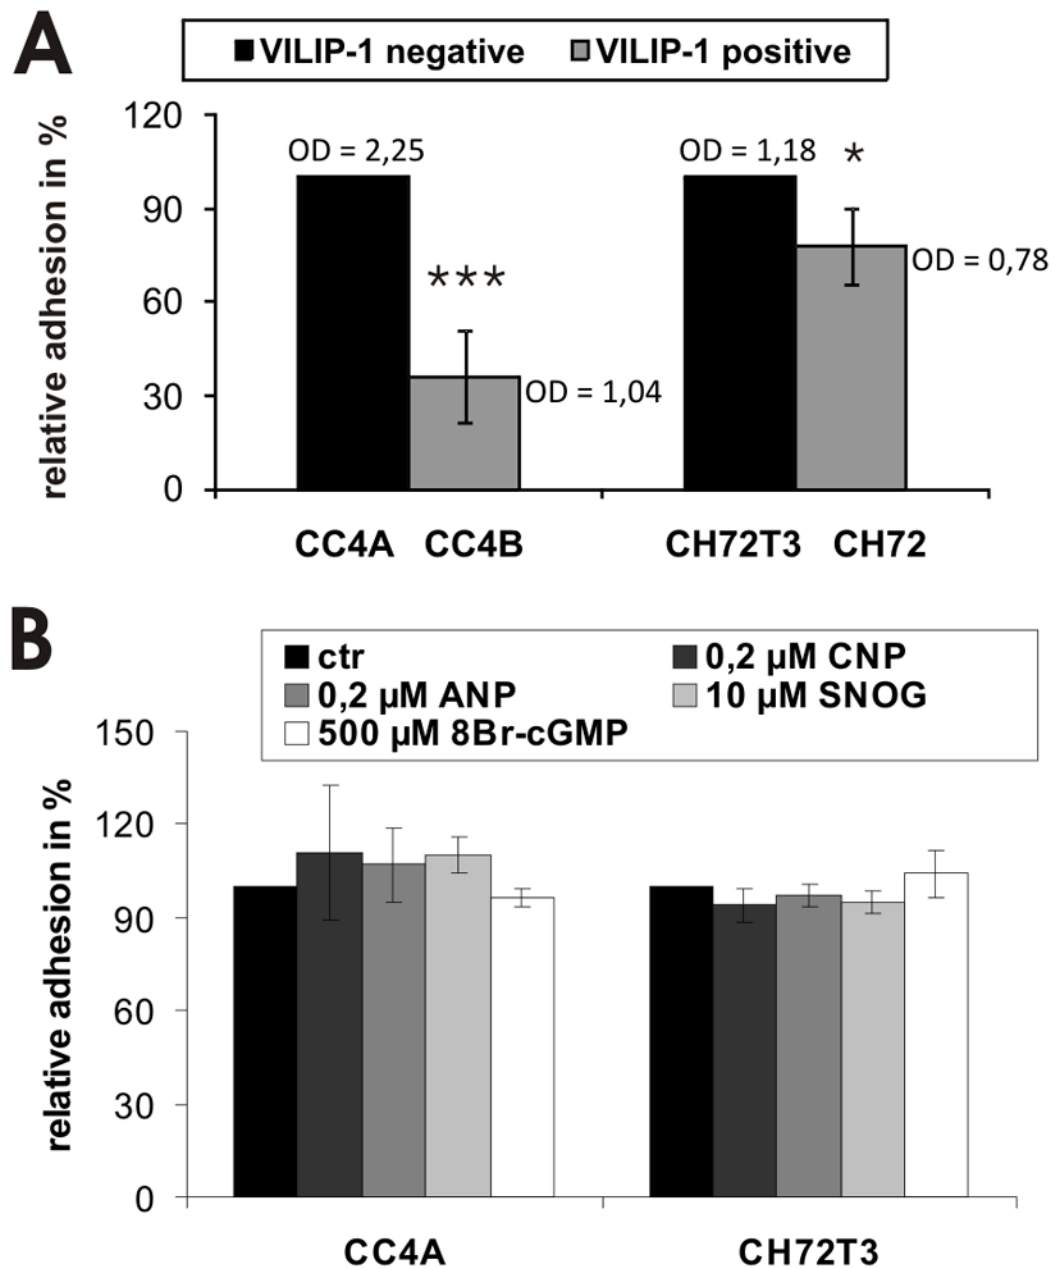 A
VILIP-1 negative VILIP-1 positive
relative adhesion in %
120
90
60
30
0
OD = 2,25
***
OD = 1,04
OD = 1,18
*
OD = 0,78
CC4A CC4B CH72T3 CH72
B
ctr 0,2 µM CNP
0,2 µM ANP 10 µM SNOG
500 µM 8Br-cGMP
relative adhesion in %
150
120
90
60
30
0
CC4A CH72T3